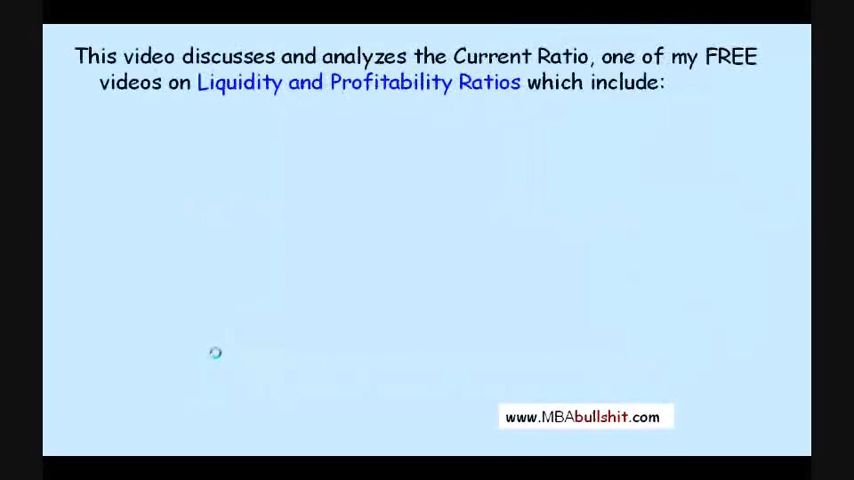 This video discusses and analyzes the Current Ratio, one of my FREE
videos on Liquidity and Profitability Ratios which include:
www.MBAbullshit.com